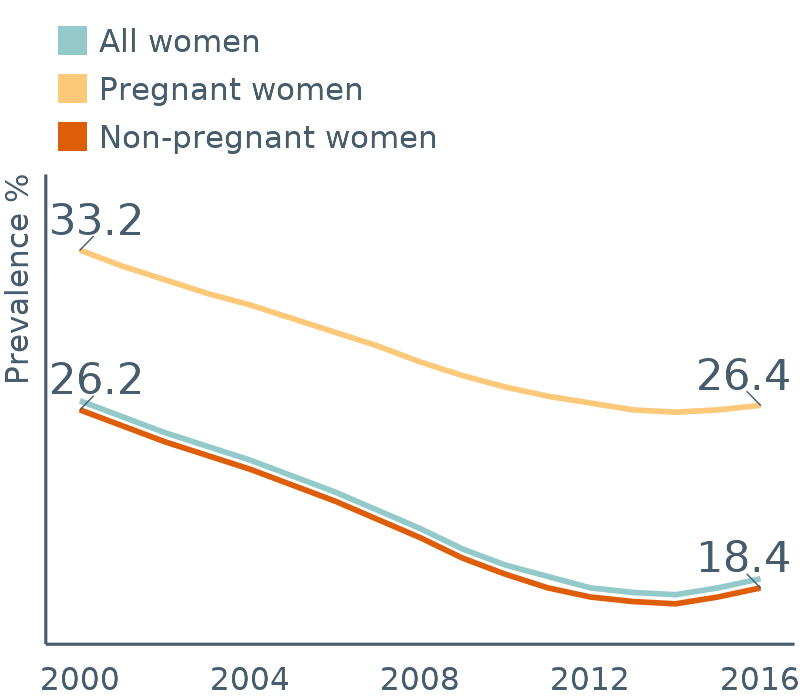 All women
Pregnant women
Non-pregnant women
Prevalence %
33.2
26.2
26.4
18.4
2000 2004 2008 2012 2016